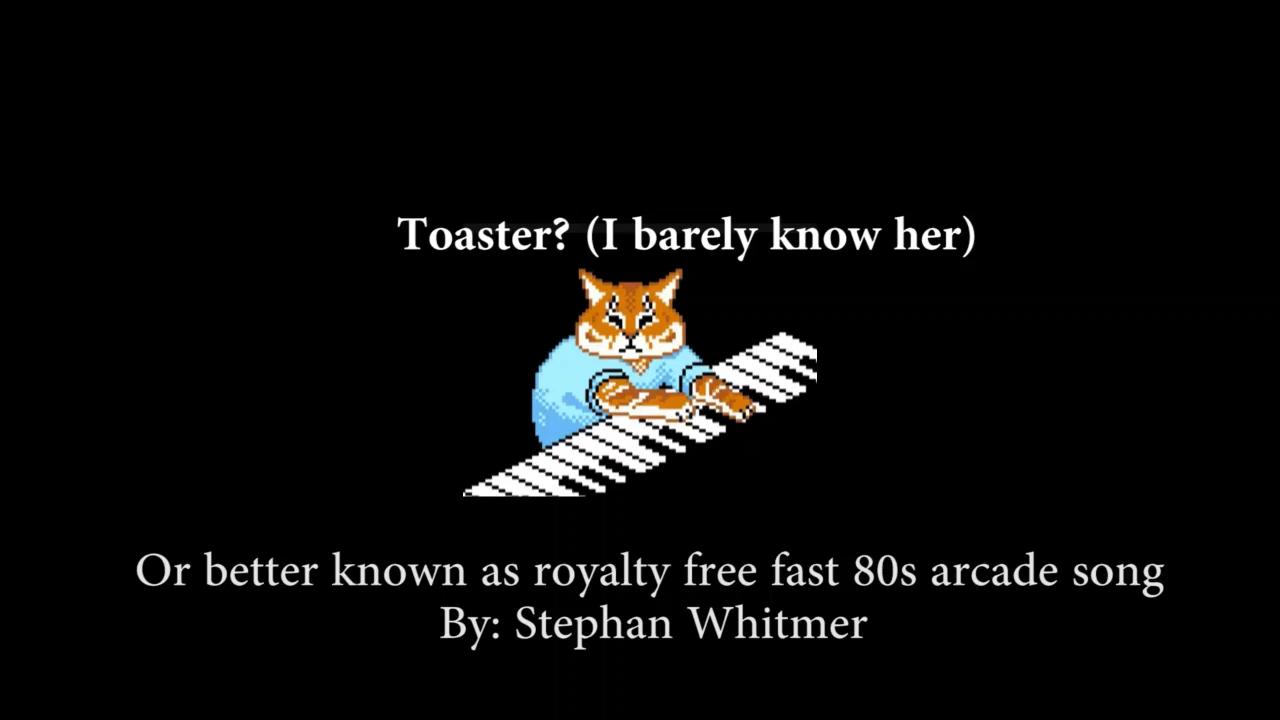 Toaster? (I barely know her)
Or better known as royalty free fast 80s arcade song
By: Stephan Whitmer